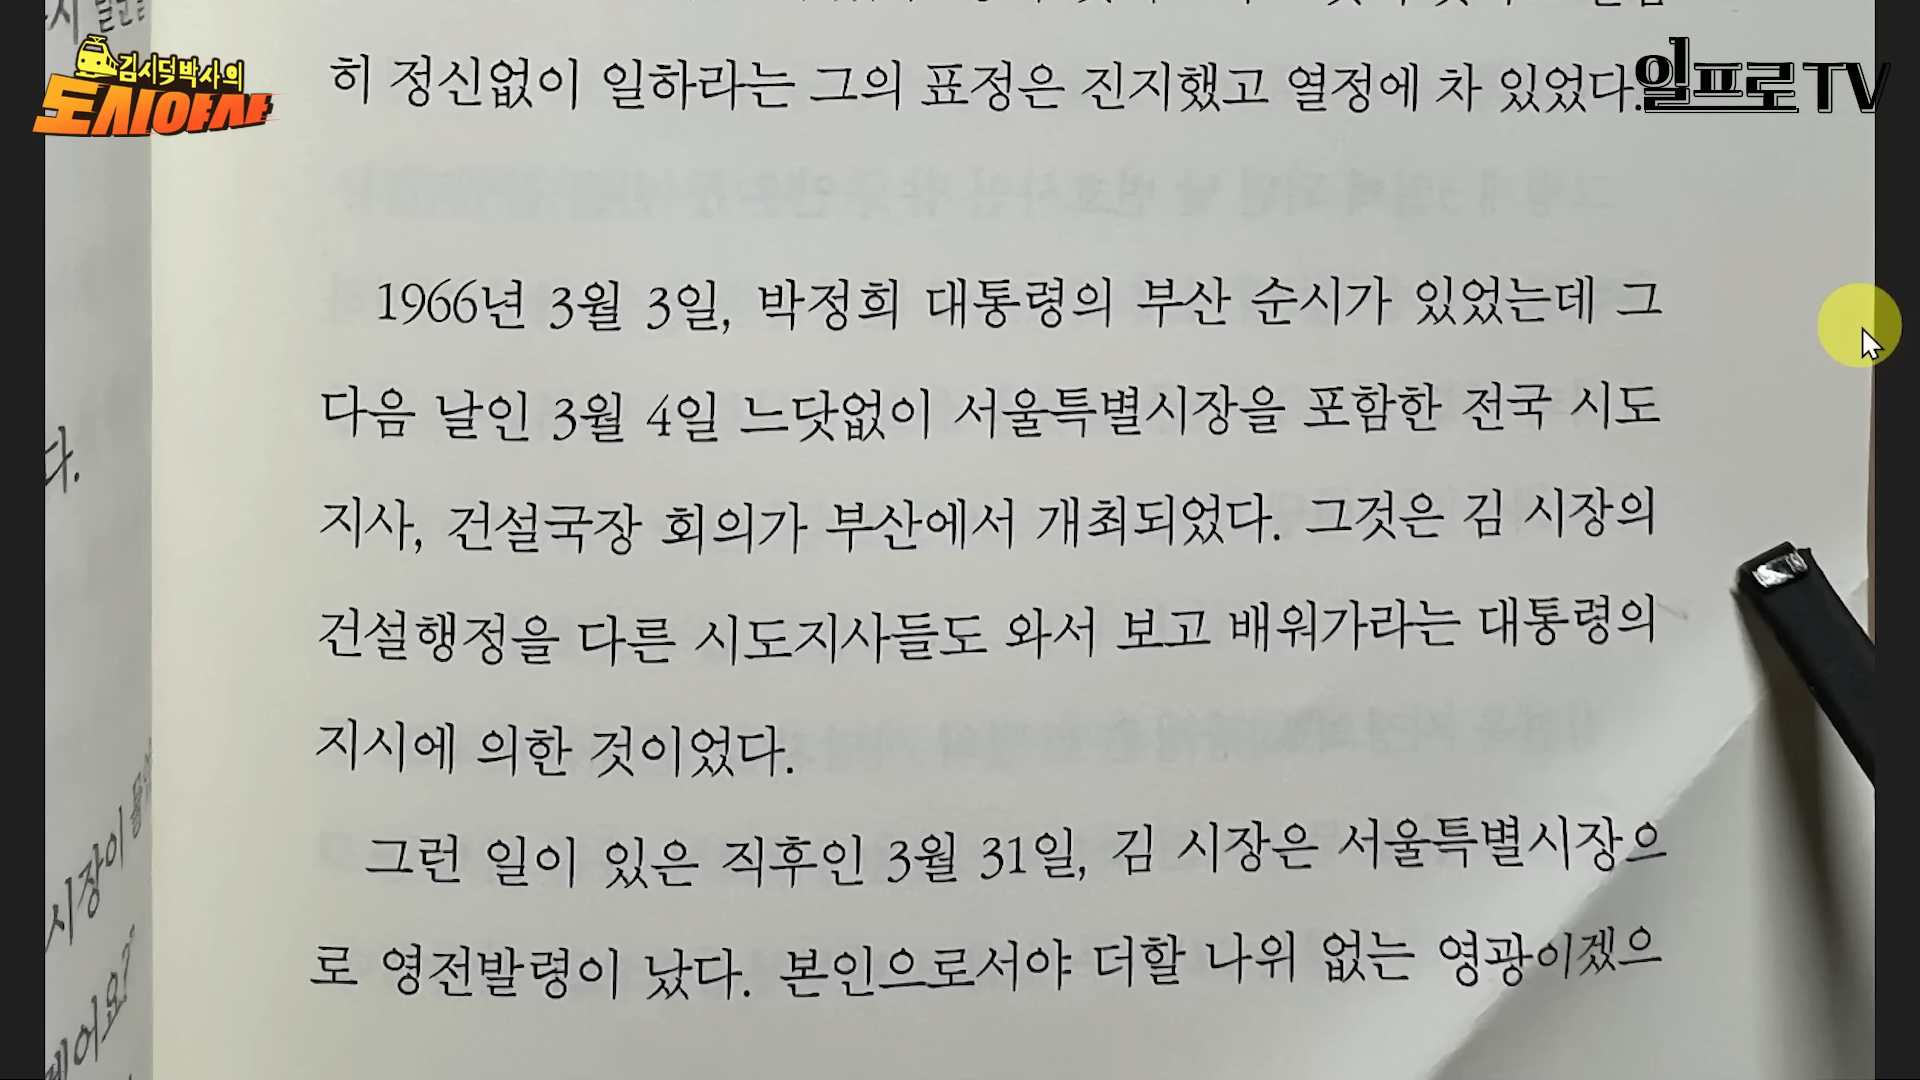 김시덕박사의
도시야사
일프로TV
히 정신없이 일하라는 그의 표정은 진지했고 열정에 차 있었다.
1966년 3월 3일, 박정희 대통령의 부산 순시가 있었는데 그
다음 날인 3월 4일 느닷없이 서울특별시장을 포함한 전국 시도
지사, 건설국장 회의가 부산에서 개최되었다. 그것은 김 시장의
건설행정을 다른 시도지사들도 와서 보고 배워가라는 대통령의
지시에 의한 것이었다.
그런 일이 있은 직후인 3월 31일, 김 시장은 서울특별시장으
로 영전발령이 났다. 본인으로서야 더할 나위 없는 영광이겠으
다.
시장이